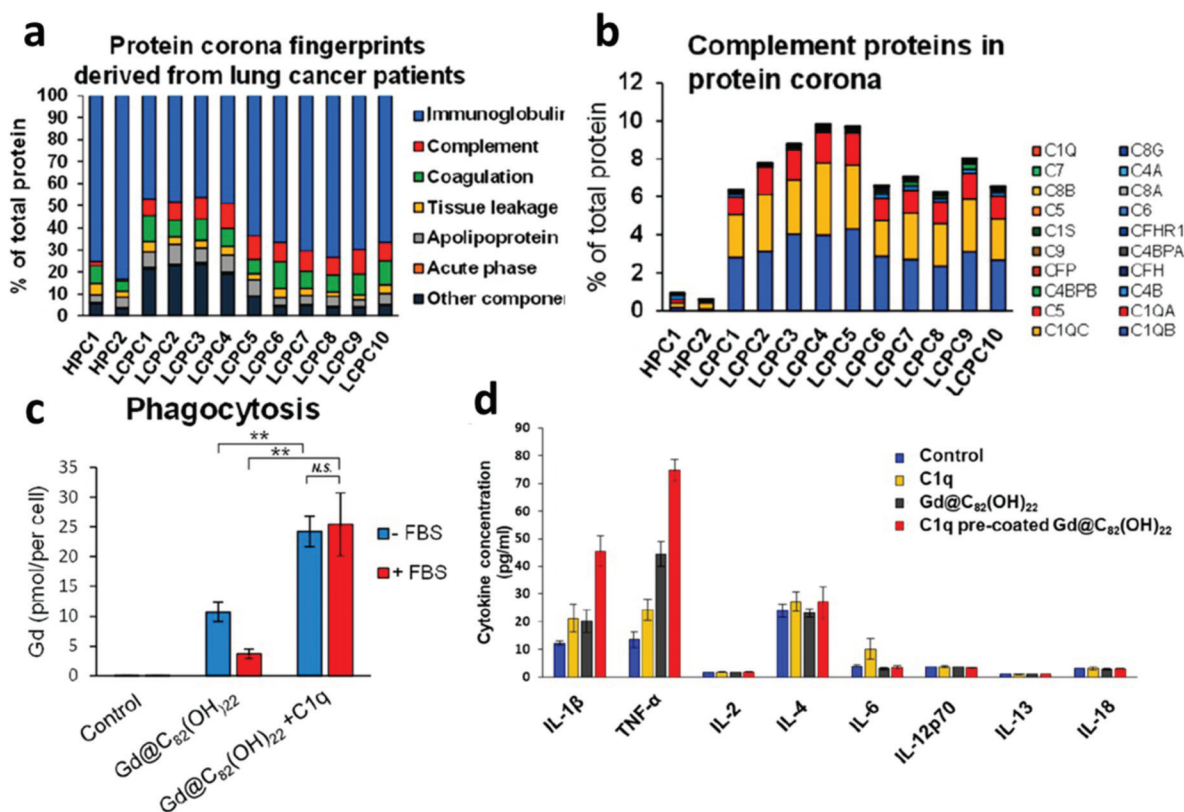 a
Protein corona fingerprints
derived from lung cancer patients
% of total protein
100
90
80
70
60
50
40
30
20
10
0
HPC1
HPC2
LCPC1
LCPC2
LCPC3
LCPC4
LCPC5
LCPC6
LCPC7
LCPC8
LCPC9
LCPC10
Immunoglobulin
Complement
Coagulation
Tissue leakage
Apolipoprotein
Acute phase
Other compone
b
Complement proteins in
protein corona
% of total protein
12
10
8
6
4
2
0
HPC1
HPC2
LCPC1
LCPC2
LCPC3
LCPC4
LCPC5
LCPC6
LCPC7
LCPC8
LCPC9
LCPC10
C1Q
C7
C8B
C5
C1S
C9
CFP
C4BPB
C5
C1QC
C8G
C4A
C8A
C6
CFHR1
C4BPA
CFH
C4B
C1QA
C1QB
c
Phagocytosis
Gd (pmol/per cell)
35
30
25
20
15
10
5
0
**
**
N.S.
- FBS
+ FBS
Control
Gd@C82(OH)22
Gd@C82(OH)22 +C1q
d
Cytokine concentration
(pg/ml)
90
80
70
60
50
40
30
20
10
0
Control
C1q
Gd@C82(OH)22
C1q pre-coated Gd@C82(OH)22
IL-1β
TNF-α
IL-2
IL-4
IL-6
IL-12p70
IL-13
IL-18